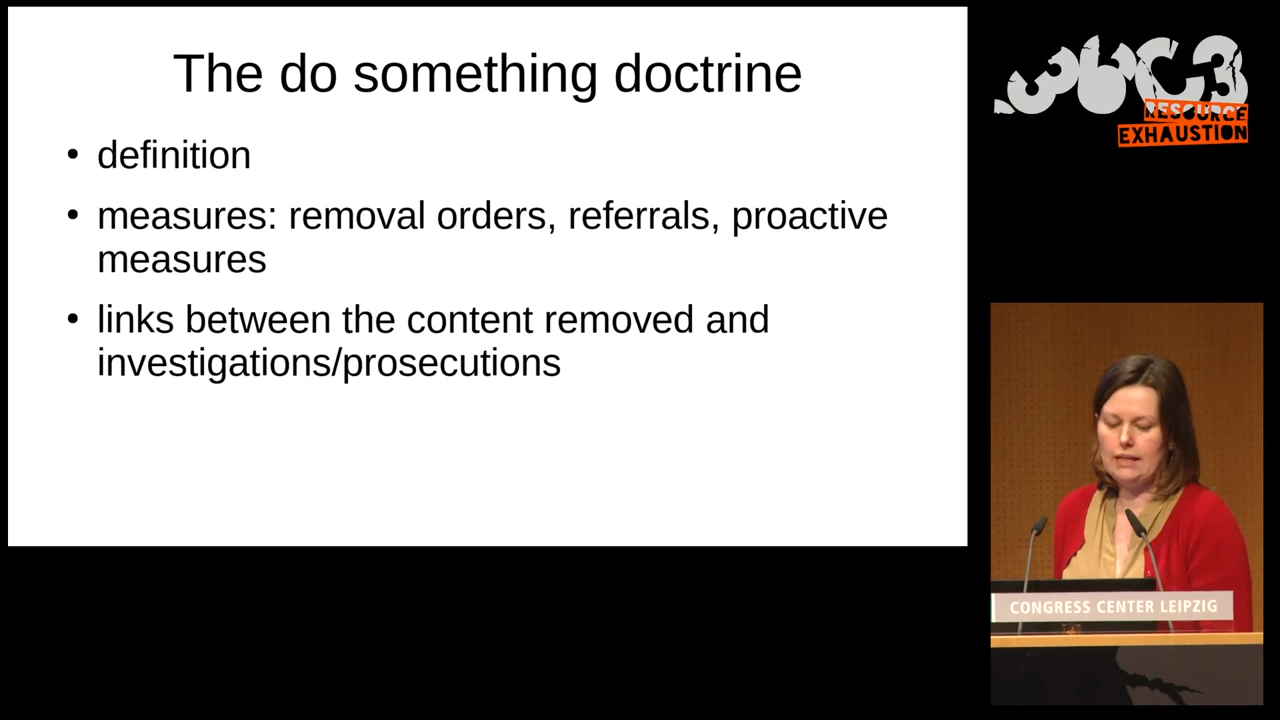 The do something doctrine
• definition
• measures: removal orders, referrals, proactive
measures
• links between the content removed and
investigations/prosecutions
36C3
RESOURCE
EXHAUSTION
CONGRESS CENTER LEIPZIG